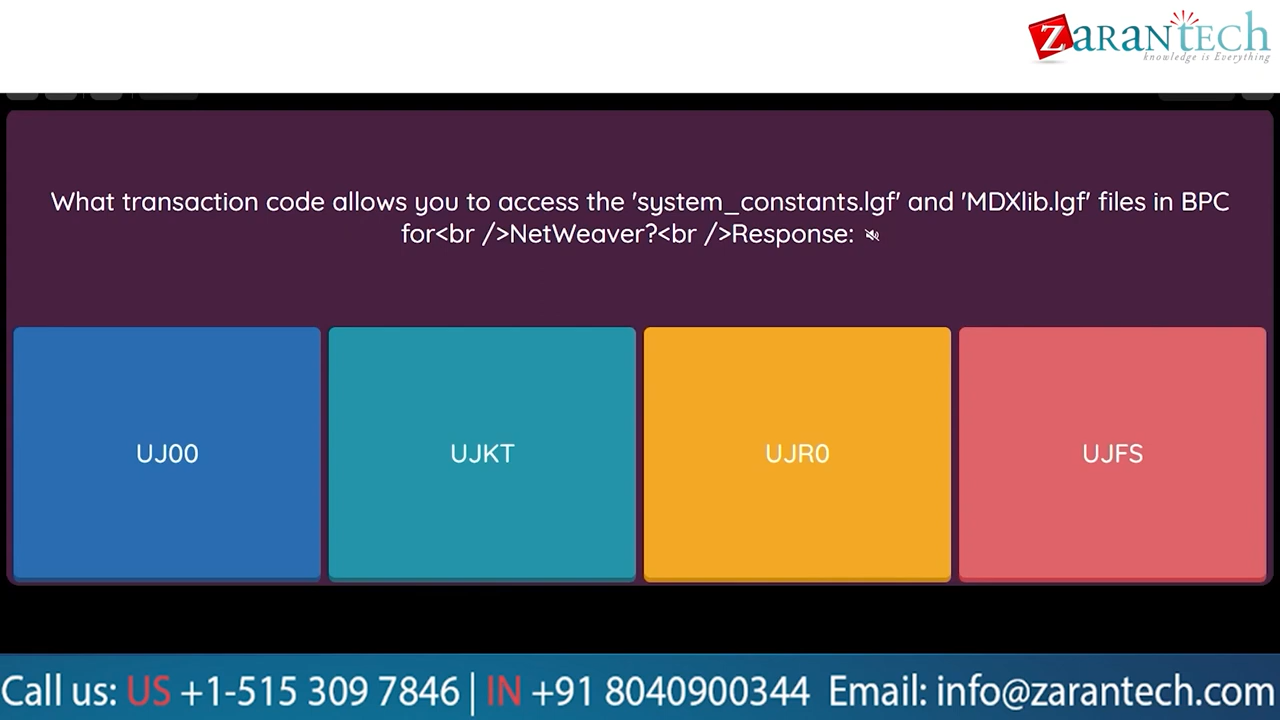 ZARANTECH
knowledge is Everything
What transaction code allows you to access the 'system_constants.lgf' and 'MDXlib.lgf' files in BPC
for<br />NetWeaver?<br />Response:
UJ00
UJKT
UJR0
UJFS
Call us: US +1-515 309 7846 | IN +91 8040900344 Email: info@zarantech.com